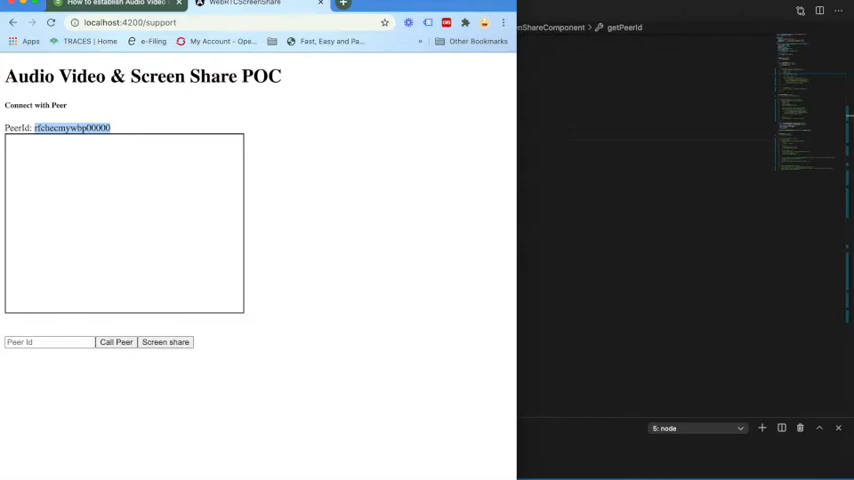 How to establish Audio Video
WebRTCScreenShare
localhost:4200/support
Apps
TRACES | Home
e-Filing
My Account - Ope...
Fast, Easy and Pa...
»
Other Bookmarks
Audio Video & Screen Share POC
Connect with Peer
PeerId: rfchecmywbp00000
Peer Id
Call Peer
Screen share
nShareComponent > getPeerId
5: node